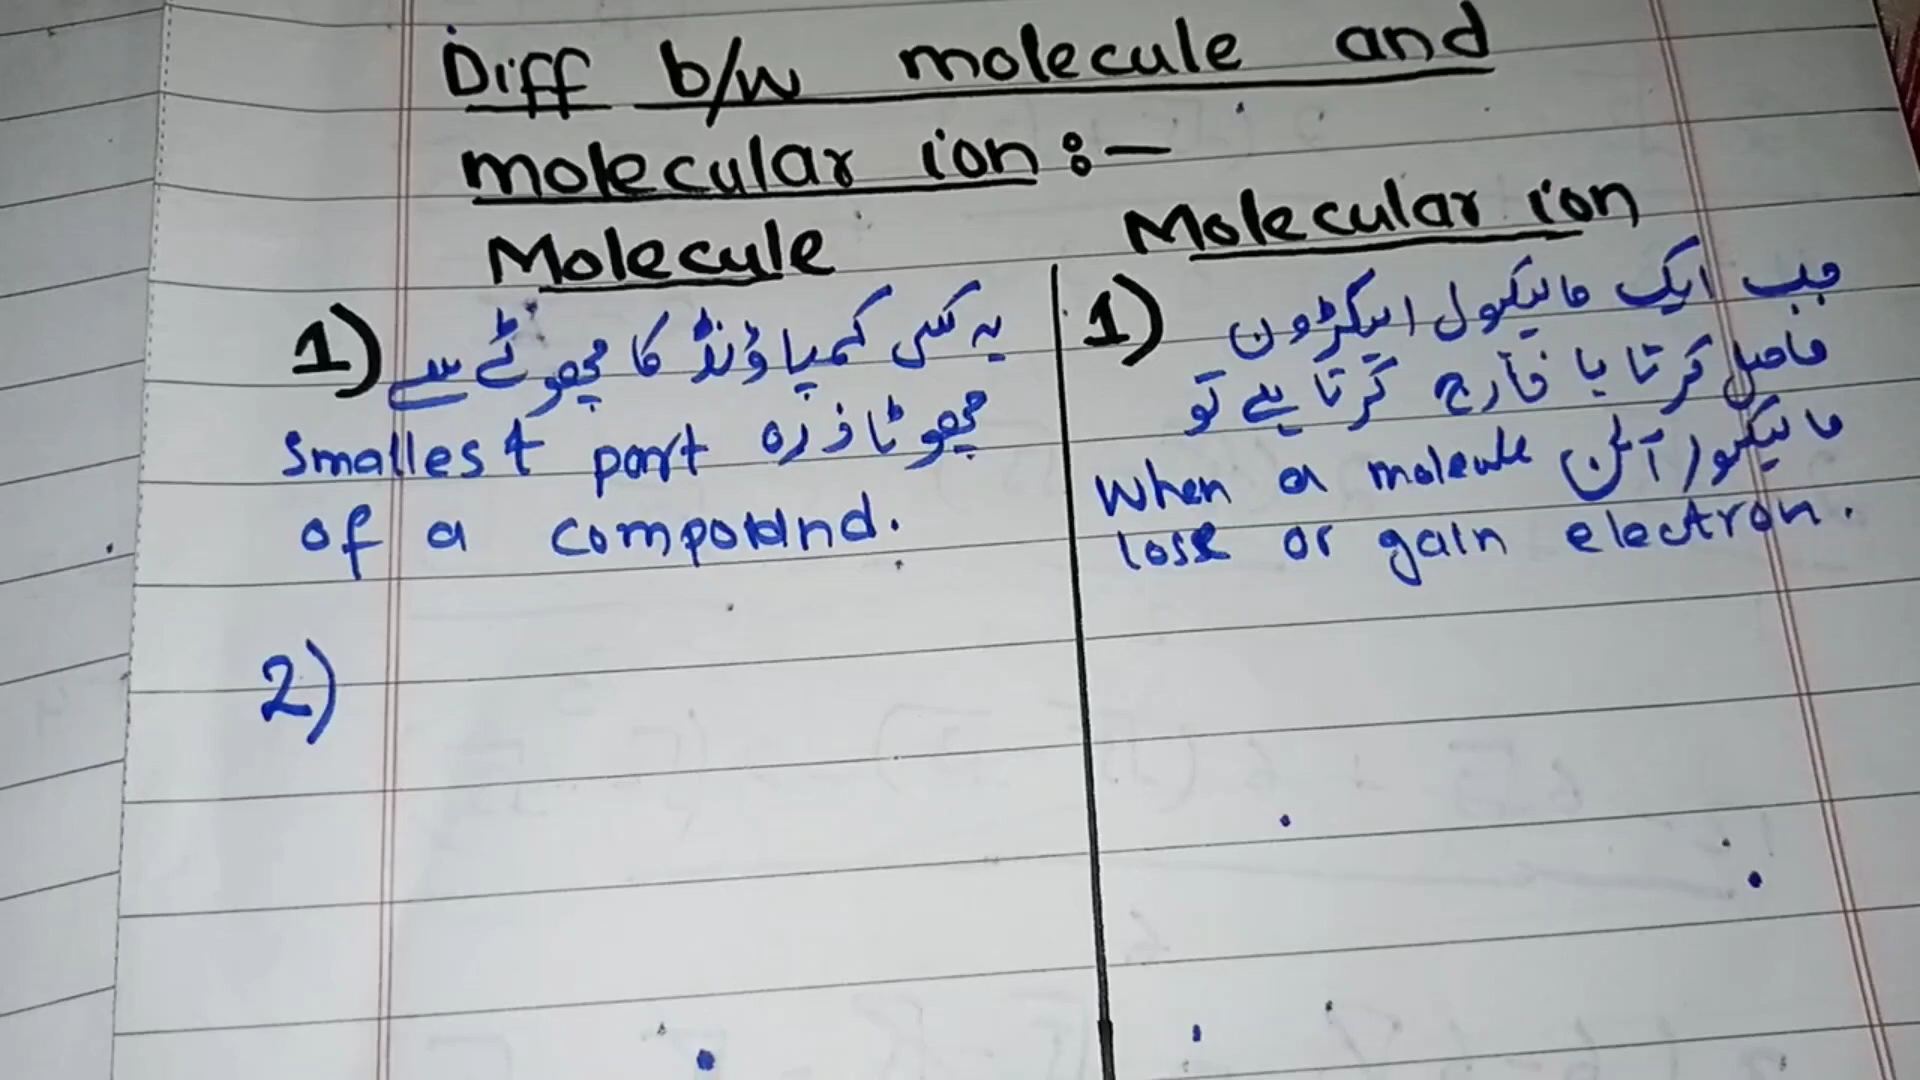 Diff b/w molecule and
molecular ion :-
Molecule
1) یہ کسی کمپاؤنڈ کا چھوٹے سے
چھوٹا ذرہ smallest part
of a compound.
2)
Molecular ion
1) جب ایک مالیکیول الیکٹرون
حاصل کرتا یا خارج کرتا ہے تو
مالیکیولر آئن When a molecule
lose or gain electron.